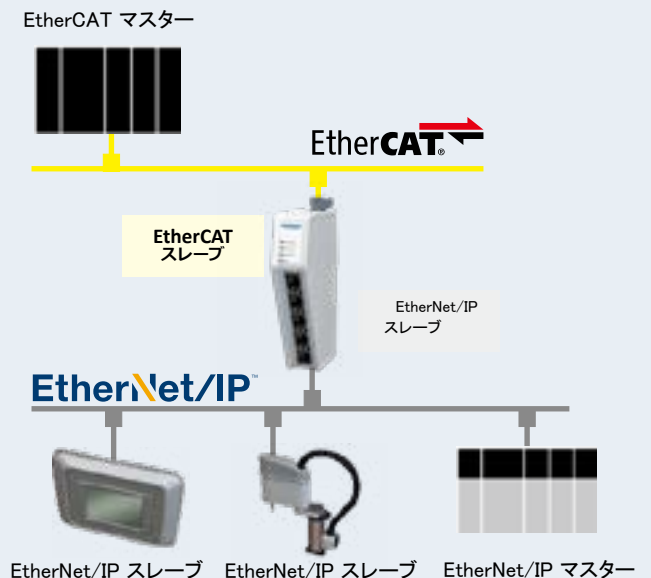 EtherCAT マスター
EtherCAT®
EtherCAT
スレーブ
EtherNet/IP
スレーブ
EtherNet/IP™
EtherNet/IP スレーブ
EtherNet/IP スレーブ
EtherNet/IP マスター